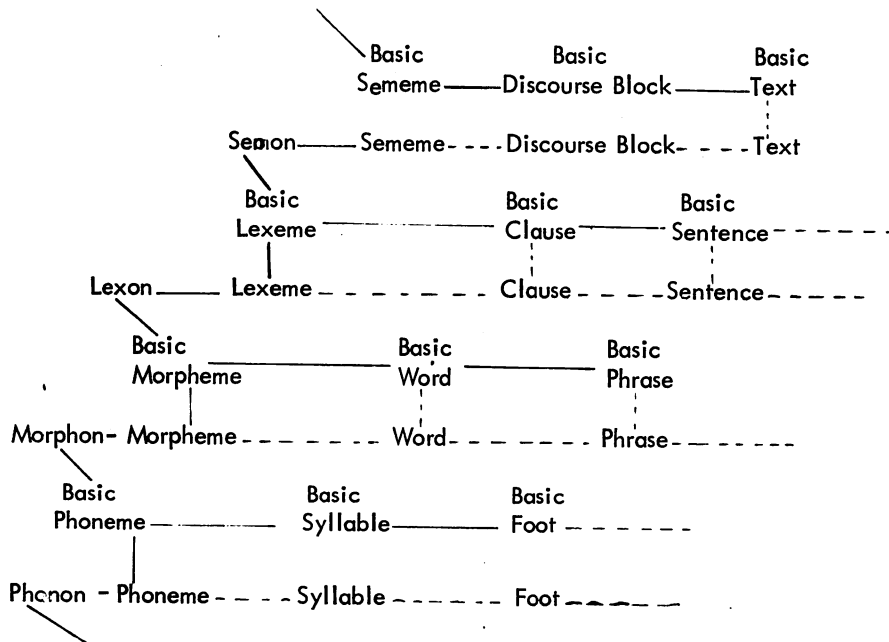 Basic Basic Basic
Sememe Discourse Block Text
Semon Sememe Discourse Block Text
Basic Basic Basic
Lexeme Clause Sentence
Lexon Lexeme Clause Sentence
Basic Basic Basic
Morpheme Word Phrase
Morphon Morpheme Word Phrase
Basic Basic Basic
Phoneme Syllable Foot
Phonon Phoneme Syllable Foot